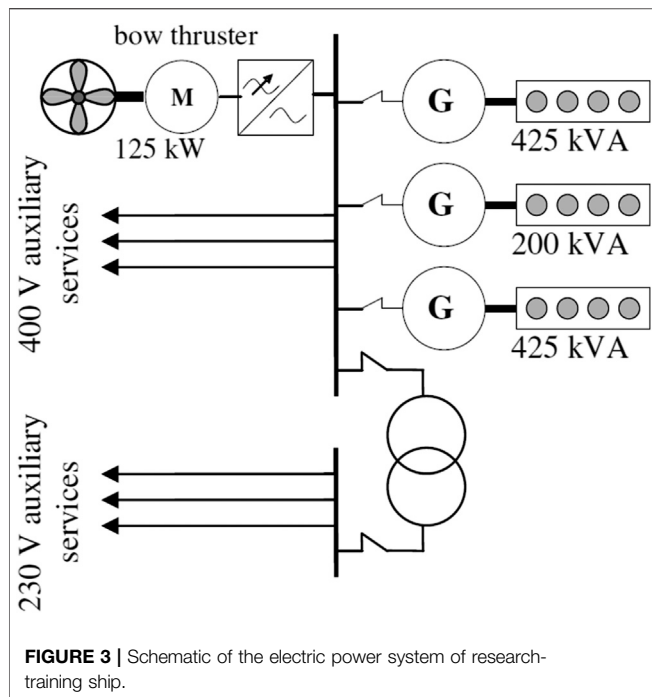 bow thruster
M
125 kW
G
425 kVA
G
200 kVA
G
425 kVA
400 V auxiliary
services
230 V auxiliary
services
FIGURE 3 | Schematic of the electric power system of research-
training ship.